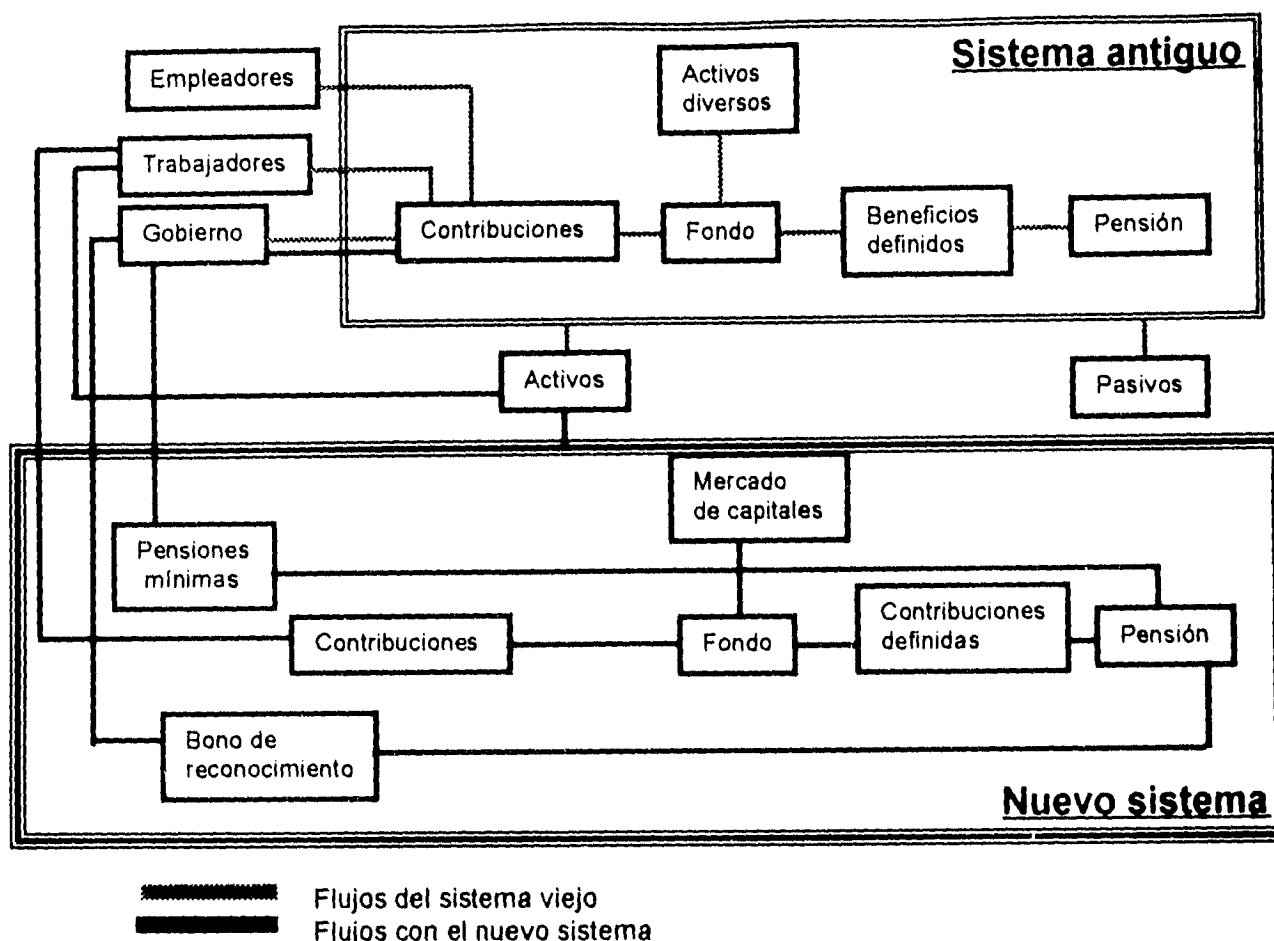 Sistema antiguo
Empleadores
Activos
diversos
Trabajadores
Gobierno
Contribuciones
Fondo
Beneficios
definidos
Pensión
Activos
Pasivos
Mercado
de capitales
Pensiones
mínimas
Contribuciones
Fondo
Contribuciones
definidas
Pensión
Bono de
reconocimiento
Nuevo sistema
Flujos del sistema viejo
Flujos con el nuevo sistema